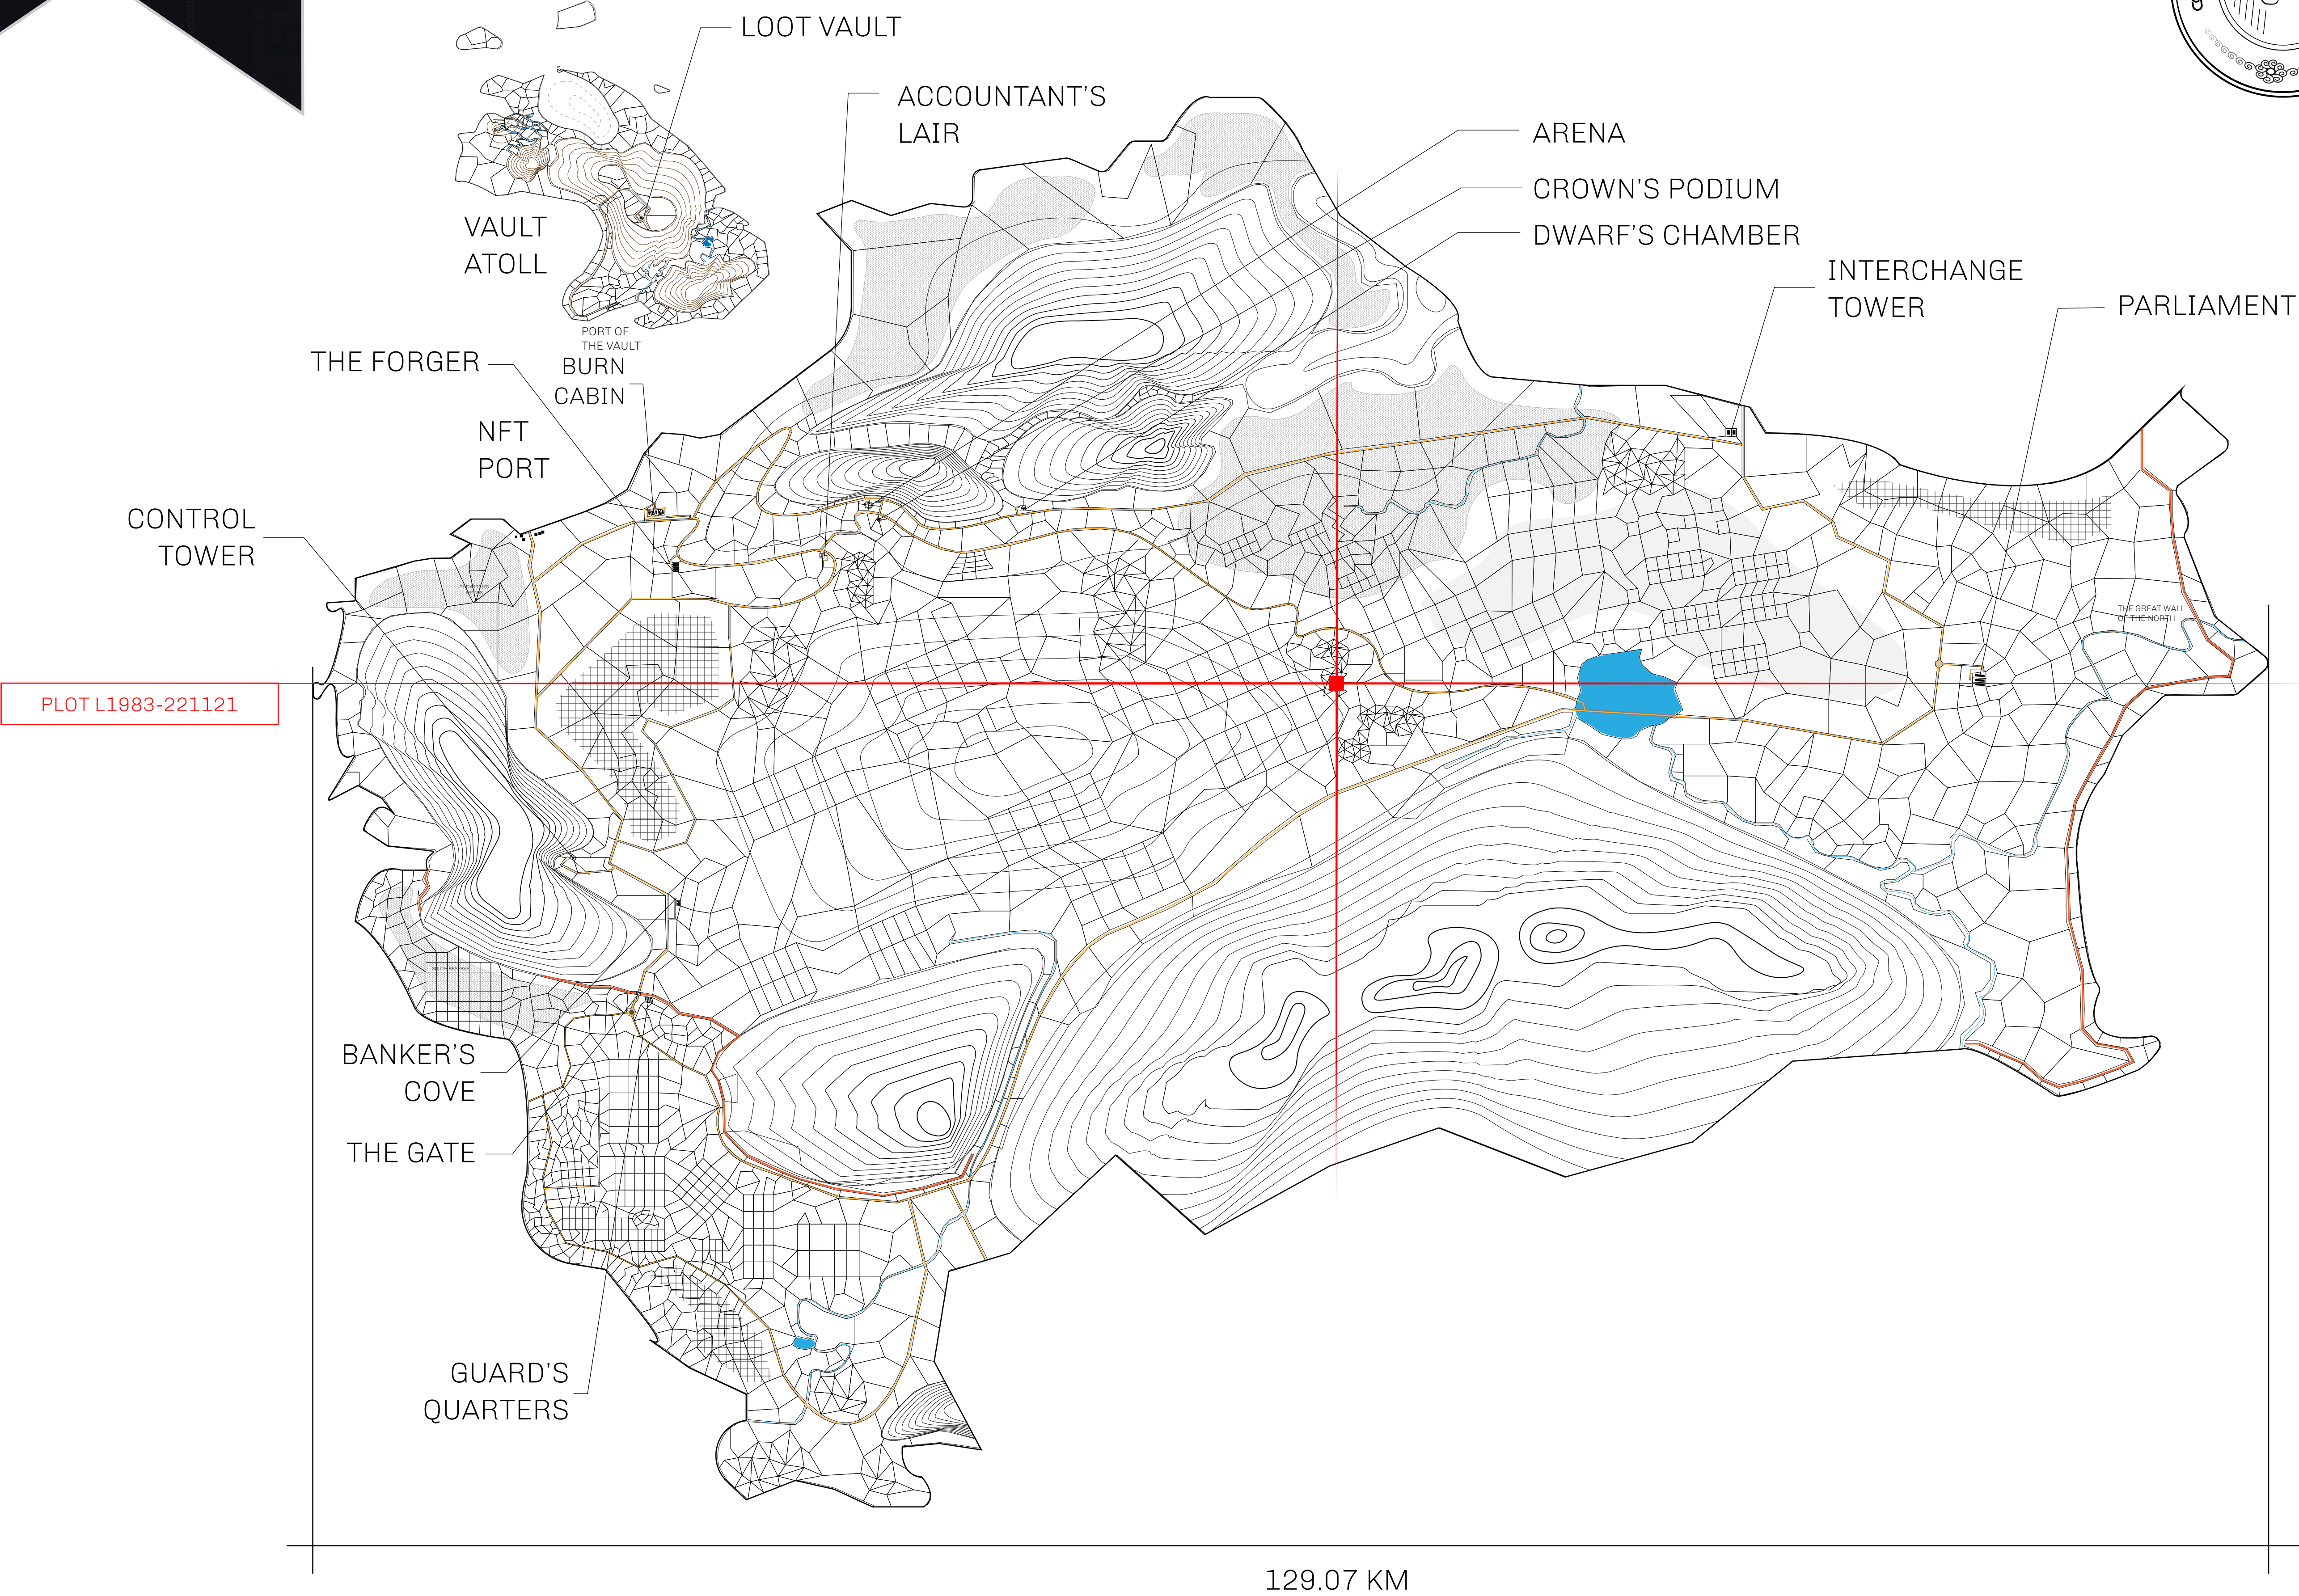 LOOT VAULT
ACCOUNTANT'S
LAIR
ARENA
CROWN'S PODIUM
DWARF'S CHAMBER
INTERCHANGE
TOWER
PARLIAMENT
VAULT
ATOLL
PORT OF
THE VAULT
THE FORGER
BURN
CABIN
NFT
PORT
CONTROL
TOWER
THE GREAT WALL
OF THE NORTH
PLOT L1983-221121
SOUTH RESERVE
BANKER'S
COVE
THE GATE
GUARD'S
QUARTERS
129.07 KM